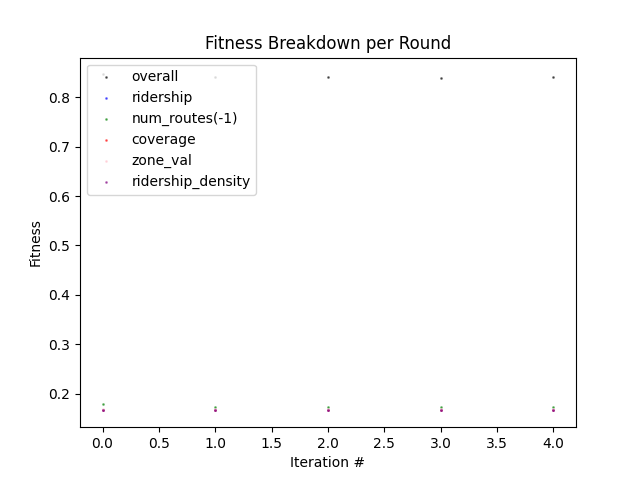 Fitness Breakdown per Round
overall
ridership
num_routes(-1)
coverage
zone_val
ridership_density
Fitness
0.8
0.7
0.6
0.5
0.4
0.3
0.2
0.0 0.5 1.0 1.5 2.0 2.5 3.0 3.5 4.0
Iteration #